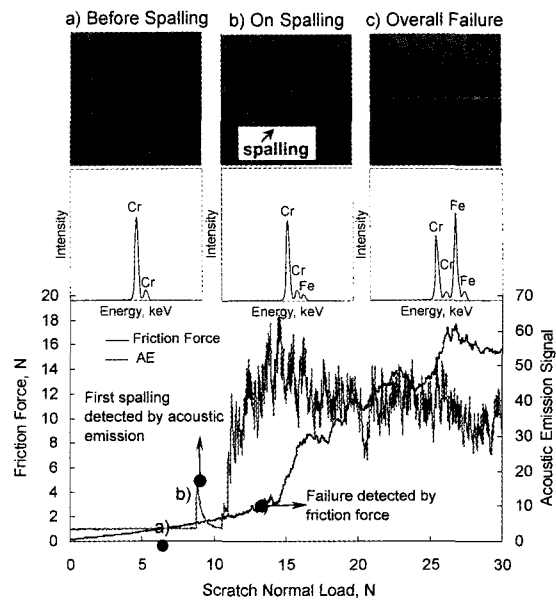 a) Before Spalling
b) On Spalling
c) Overall Failure
spalling
Intensity
Cr
Cr
Energy, keV
Intensity
Cr
Cr
Fe
Energy, keV
Intensity
Cr
Cr
Fe
Fe
Energy, keV
Friction Force
AE
First spalling
detected by acoustic
emission
b)
a)
Failure detected by
friction force
Friction Force, N
20
18
16
14
12
10
8
6
4
2
0
Acoustic Emission Signal
70
60
50
40
30
20
10
0
0
5
10
15
20
25
30
Scratch Normal Load, N